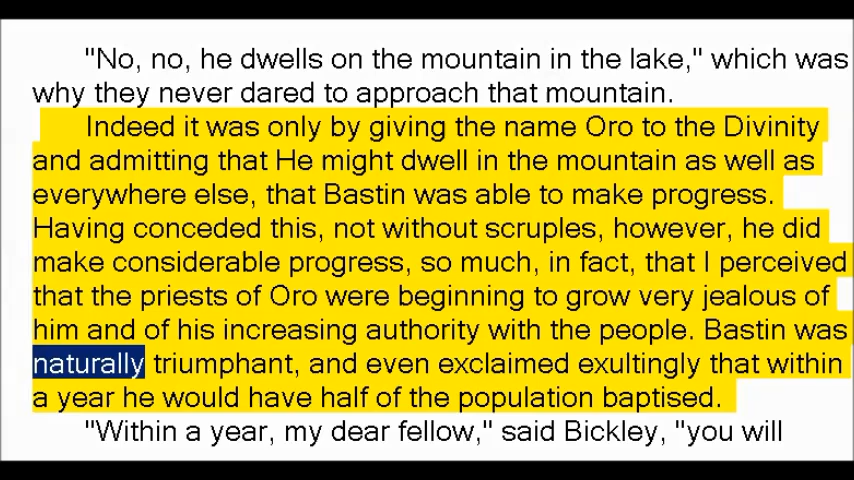 "No, no, he dwells on the mountain in the lake," which was
why they never dared to approach that mountain.
Indeed it was only by giving the name Oro to the Divinity
and admitting that He might dwell in the mountain as well as
everywhere else, that Bastin was able to make progress.
Having conceded this, not without scruples, however, he did
make considerable progress, so much, in fact, that I perceived
that the priests of Oro were beginning to grow very jealous of
him and of his increasing authority with the people. Bastin was
naturally triumphant, and even exclaimed exultingly that within
a year he would have half of the population baptised.
"Within a year, my dear fellow," said Bickley, "you will